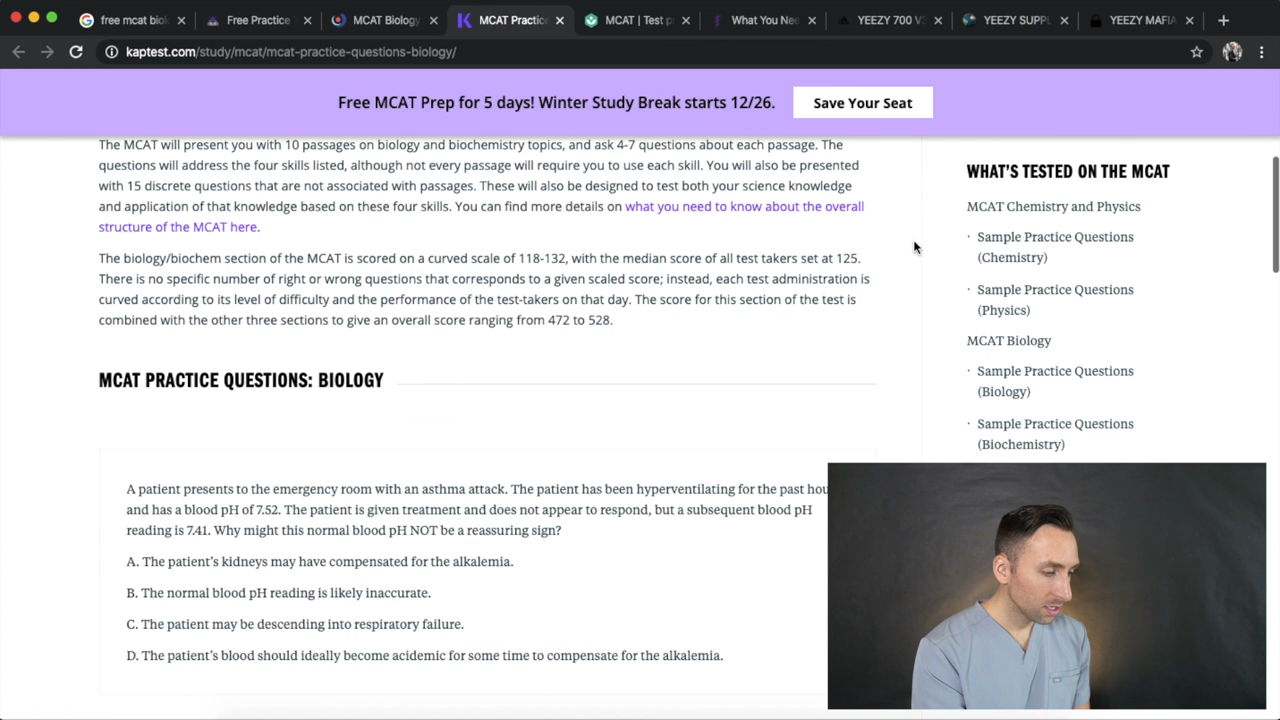 free mcat biol
Free Practice
MCAT Biology
MCAT Practice
MCAT | Test p
What You Nee
YEEZY 700 V3
YEEZY SUPPL
YEEZY MAFIA
kaptest.com/study/mcat/mcat-practice-questions-biology/
Free MCAT Prep for 5 days! Winter Study Break starts 12/26.
Save Your Seat
The MCAT will present you with 10 passages on biology and biochemistry topics, and ask 4-7 questions about each passage. The
questions will address the four skills listed, although not every passage will require you to use each skill. You will also be presented
with 15 discrete questions that are not associated with passages. These will also be designed to test both your science knowledge
and application of that knowledge based on these four skills. You can find more details on what you need to know about the overall
structure of the MCAT here.
The biology/biochem section of the MCAT is scored on a curved scale of 118-132, with the median score of all test takers set at 125.
There is no specific number of right or wrong questions that corresponds to a given scaled score; instead, each test administration is
curved according to its level of difficulty and the performance of the test-takers on that day. The score for this section of the test is
combined with the other three sections to give an overall score ranging from 472 to 528.
MCAT PRACTICE QUESTIONS: BIOLOGY
A patient presents to the emergency room with an asthma attack. The patient has been hyperventilating for the past hou
and has a blood pH of 7.52. The patient is given treatment and does not appear to respond, but a subsequent blood pH
reading is 7.41. Why might this normal blood pH NOT be a reassuring sign?
A. The patient's kidneys may have compensated for the alkalemia.
B. The normal blood pH reading is likely inaccurate.
C. The patient may be descending into respiratory failure.
D. The patient's blood should ideally become acidemic for some time to compensate for the alkalemia.
WHAT'S TESTED ON THE MCAT
MCAT Chemistry and Physics
· Sample Practice Questions
(Chemistry)
· Sample Practice Questions
(Physics)
MCAT Biology
· Sample Practice Questions
(Biology)
· Sample Practice Questions
(Biochemistry)